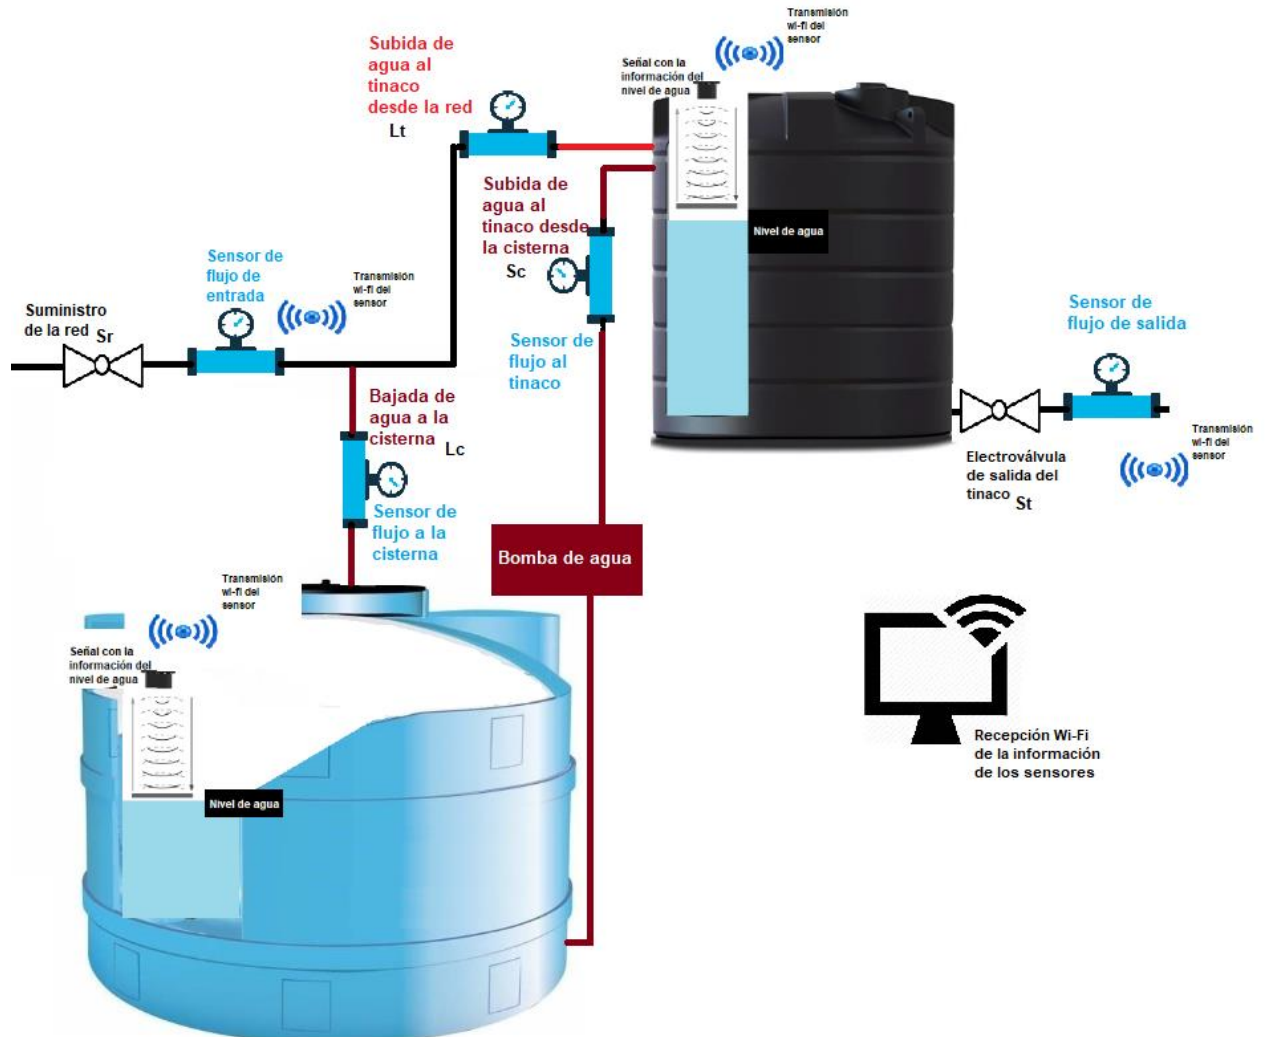 Transmisión
wi-fi del
sensor
Subida de
agua al
tinaco
desde la red
Lt
Señal con la
información del
nivel de agua
Subida de
agua al
tinaco desde
la cisterna
Sc
Nivel de agua
Sensor de
flujo de
entrada
Transmisión
wi-fi del
sensor
Suministro
de la red
Sr
Sensor de
flujo al
tinaco
Sensor de
flujo de salida
Bajada de
agua a la
cisterna
Lc
Electroválvula
de salida del
tinaco
St
Transmisión
wi-fi del
sensor
Sensor de
flujo a la
cisterna
Bomba de agua
Transmisión
wi-fi del
sensor
Señal con la
información del
nivel de agua
Nivel de agua
Recepción Wi-Fi
de la información
de los sensores